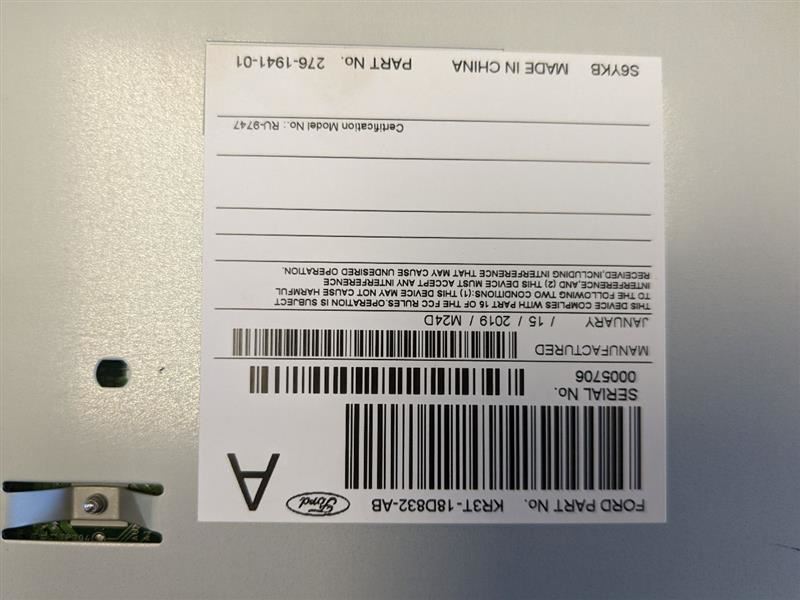 FORD PART No. KR3T-18D832-AB Ford
SERIAL No.
0005706
A
MANUFACTURED
JANUARY / 15 / 2019 / M24D
THIS DEVICE COMPLIES WITH PART 15 OF THE FCC RULES.OPERATION IS SUBJECT
TO THE FOLLOWING TWO CONDITIONS:(1) THIS DEVICE MAY NOT CAUSE HARMFUL
INTERFERENCE,AND (2) THIS DEVICE MUST ACCEPT ANY INTERFERENCE
RECEIVED,INCLUDING INTERFERENCE THAT MAY CAUSE UNDESIRED OPERATION.
Certification Model No.: RU-9747
S6YKB MADE IN CHINA PART No. 276-1941-01